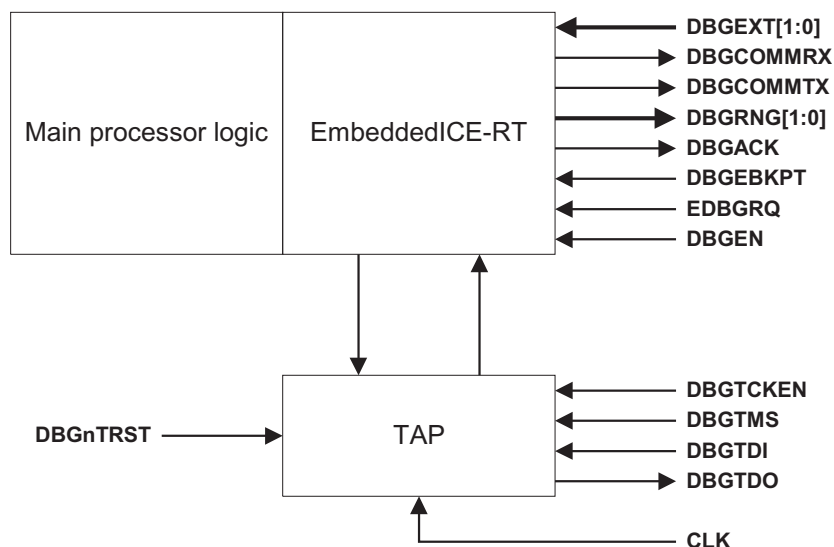 DBGEXT[1:0]
DBGCOMMRX
DBGCOMMTX
DBGRNG[1:0]
Main processor logic
EmbeddedICE-RT
DBGACK
DBGEBKPT
EDBGRQ
DBGEN
DBGTCKEN
DBGTMS
DBGnTRST
TAP
DBGTDI
DBGTDO
CLK